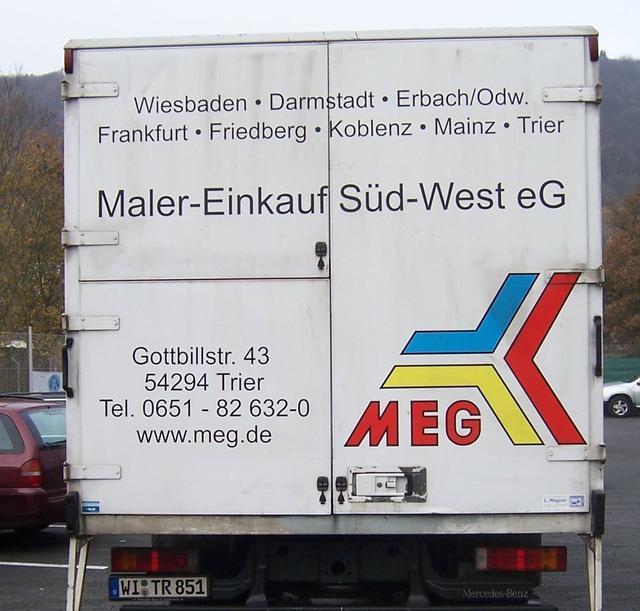 Wiesbaden • Darmstadt • Erbach/Odw.
Frankfurt • Friedberg • Koblenz • Mainz • Trier
Maler-Einkauf Süd-West eG
Gottbillstr. 43
54294 Trier
Tel. 0651 - 82 632-0
www.meg.de
MEG
WI TR 851
Mercedes-Benz